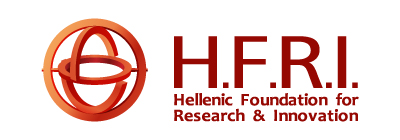 H.F.R.I.
Hellenic Foundation for
Research & Innovation